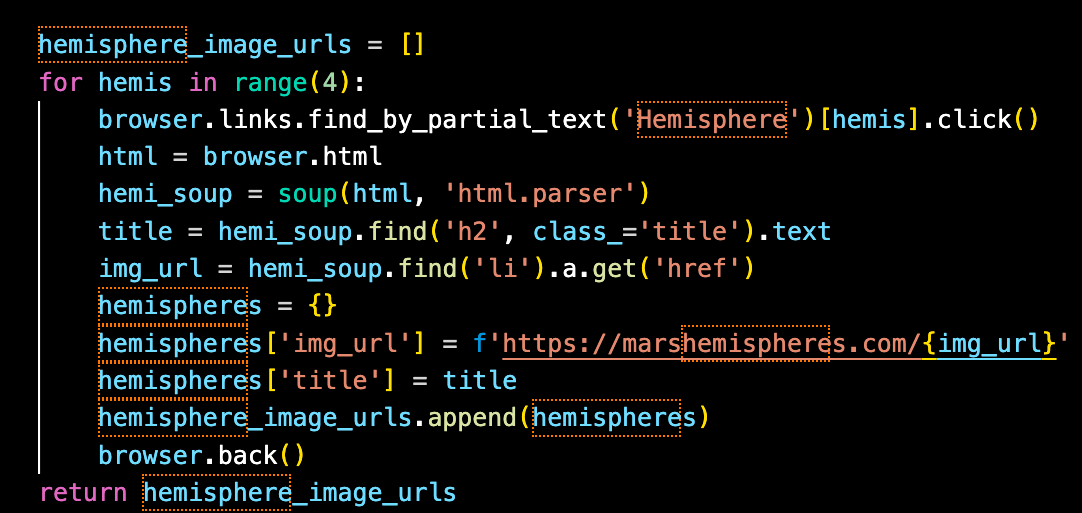 hemisphere_image_urls = []
for hemis in range(4):
    browser.links.find_by_partial_text('Hemisphere')[hemis].click()
    html = browser.html
    hemi_soup = soup(html, 'html.parser')
    title = hemi_soup.find('h2', class_='title').text
    img_url = hemi_soup.find('li').a.get('href')
    hemispheres = {}
    hemispheres['img_url'] = f'https://marshemispheres.com/{img_url}'
    hemispheres['title'] = title
    hemisphere_image_urls.append(hemispheres)
    browser.back()
return hemisphere_image_urls